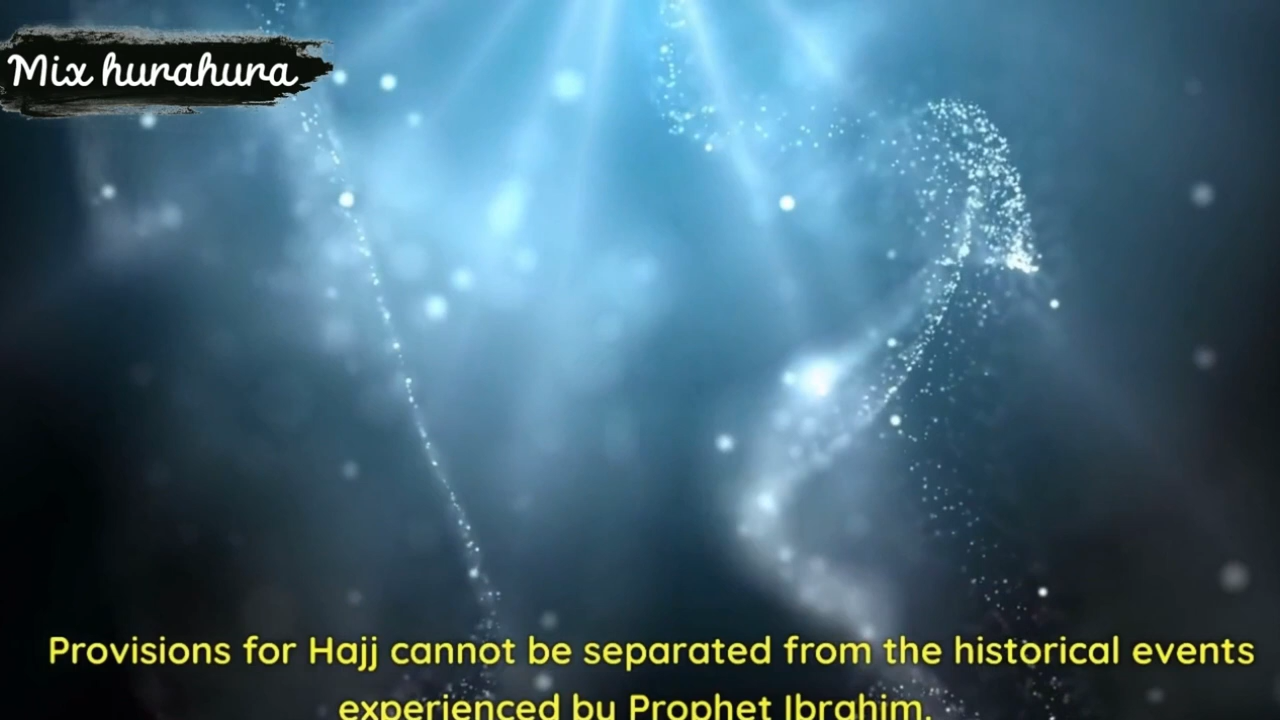 Mix hurahura
Provisions for Hajj cannot be separated from the historical events
experienced by Prophet Ibrahim.